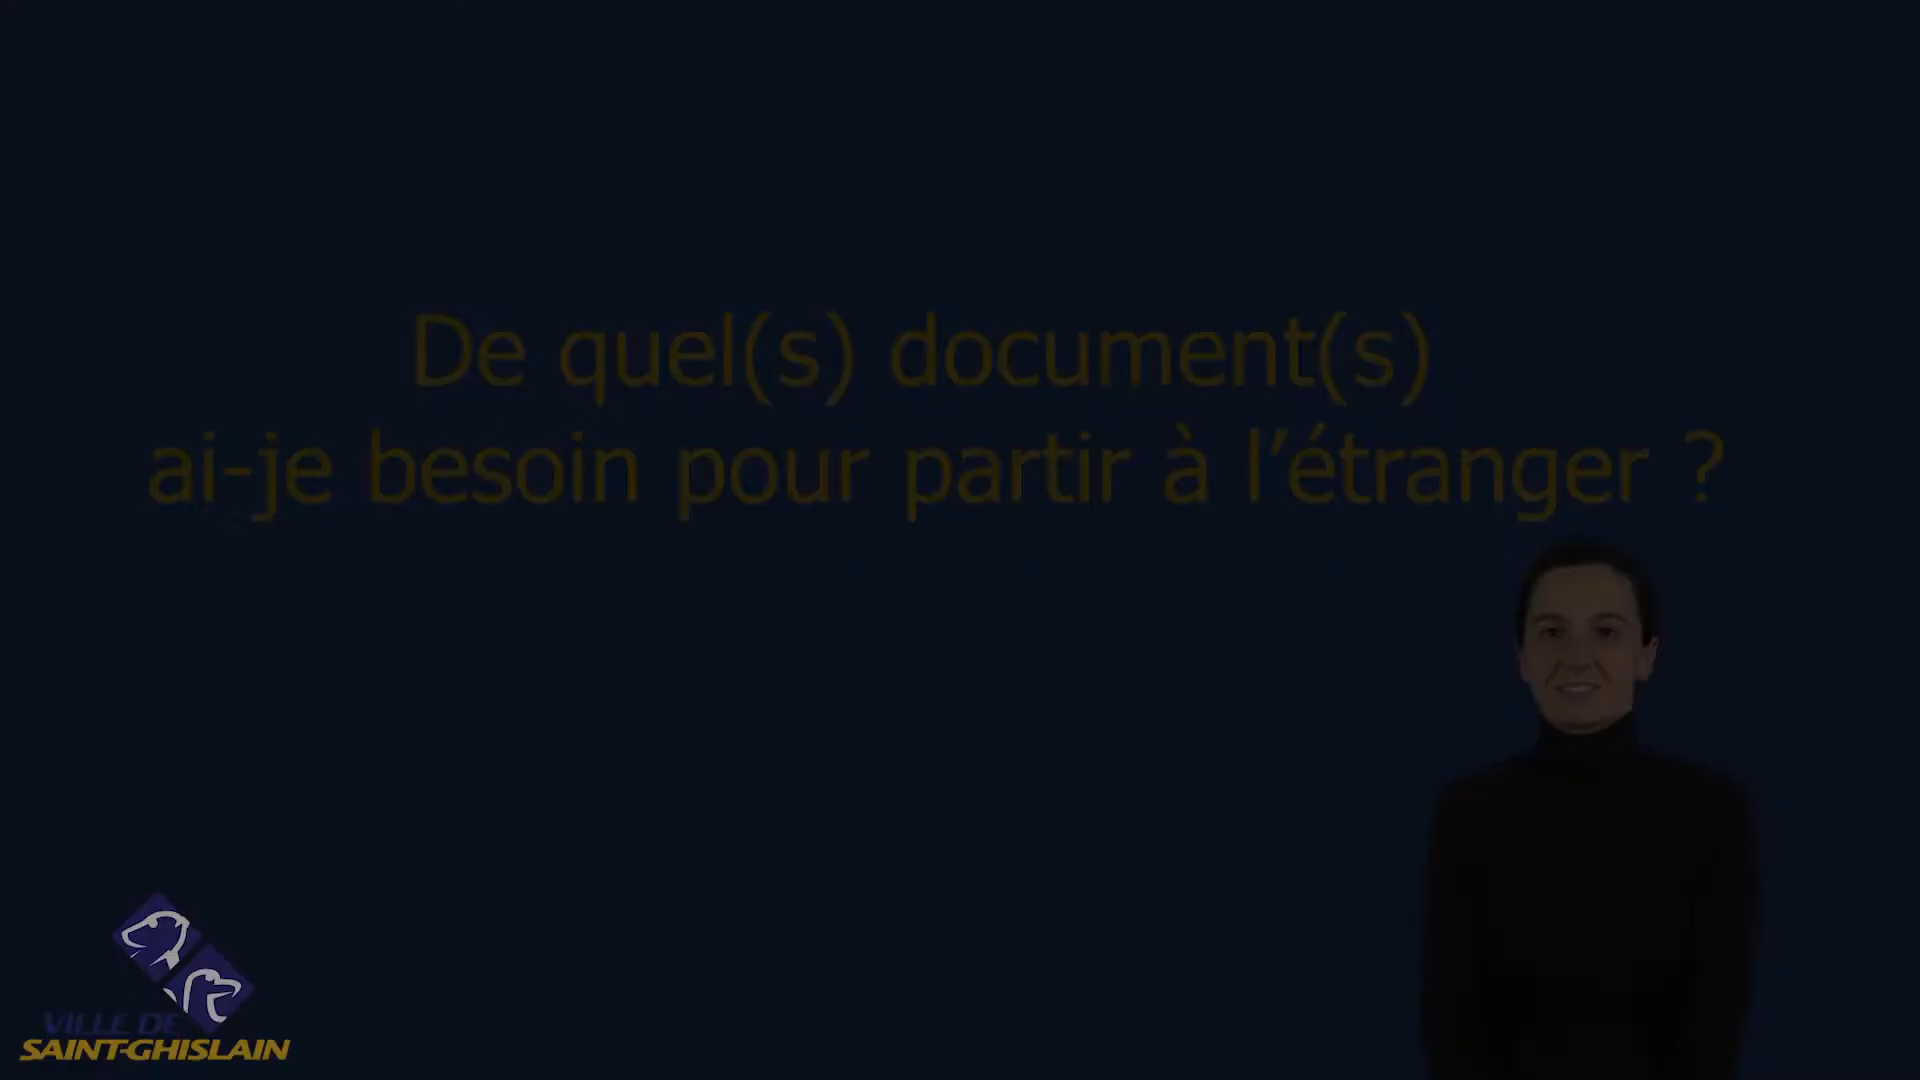 De quel(s) document(s)
ai-je besoin pour partir à l’étranger ?
VILLE DE
SAINT-GHISLAIN